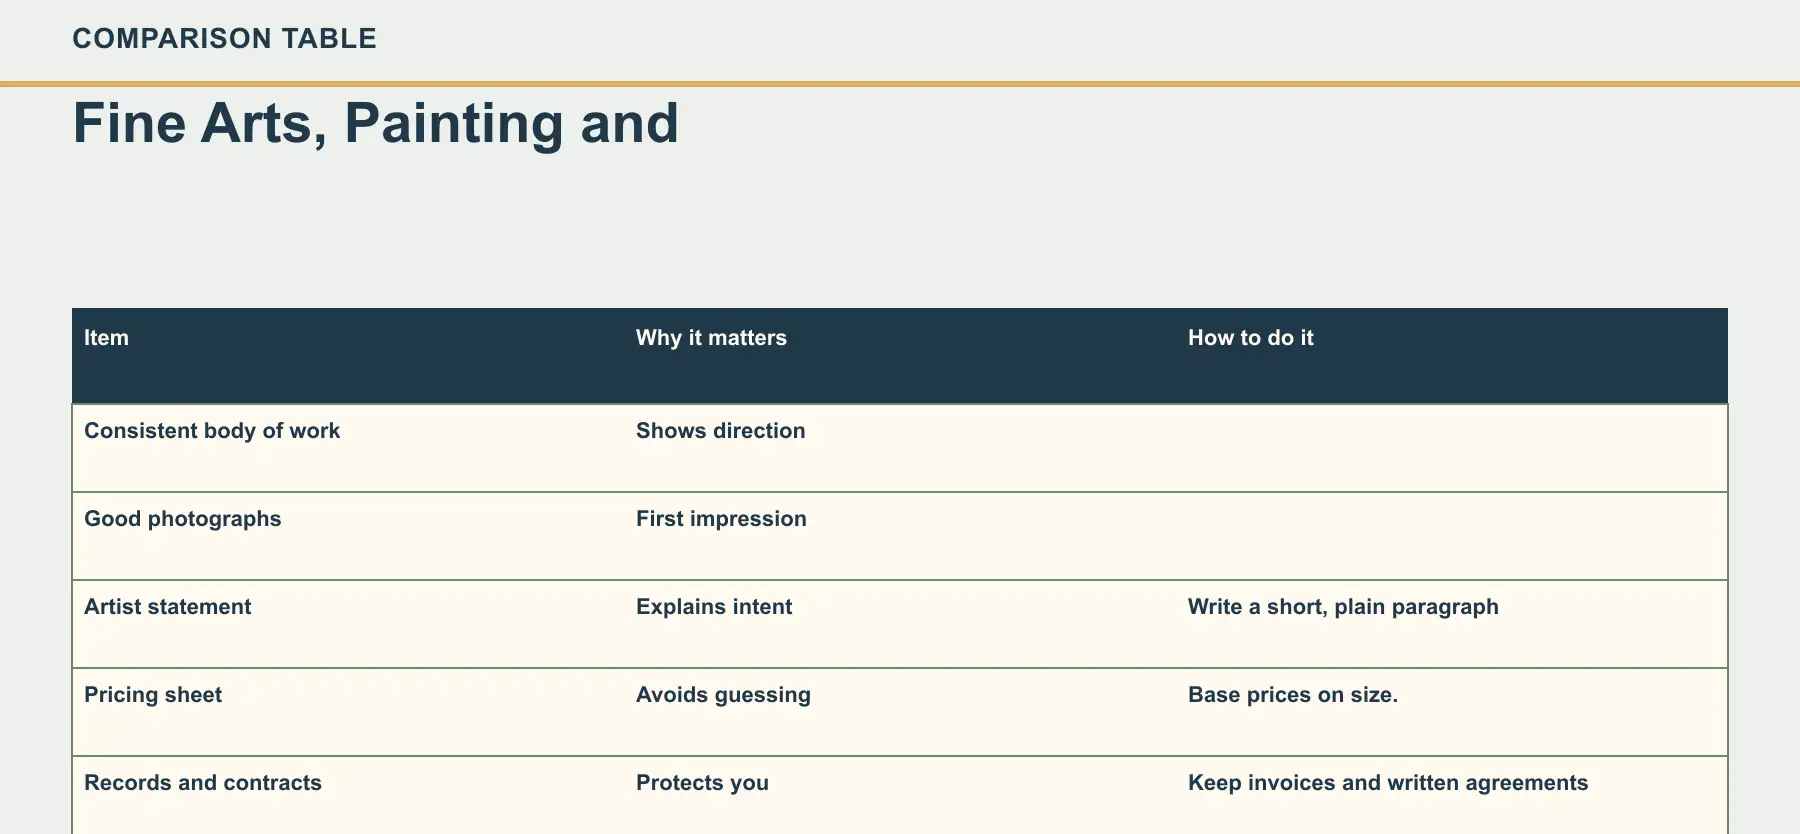 COMPARISON TABLE
Fine Arts, Painting and
Item Why it matters How to do it
Consistent body of work Shows direction
Good photographs First impression
Artist statement Explains intent Write a short, plain paragraph
Pricing sheet Avoids guessing Base prices on size.
Records and contracts Protects you Keep invoices and written agreements